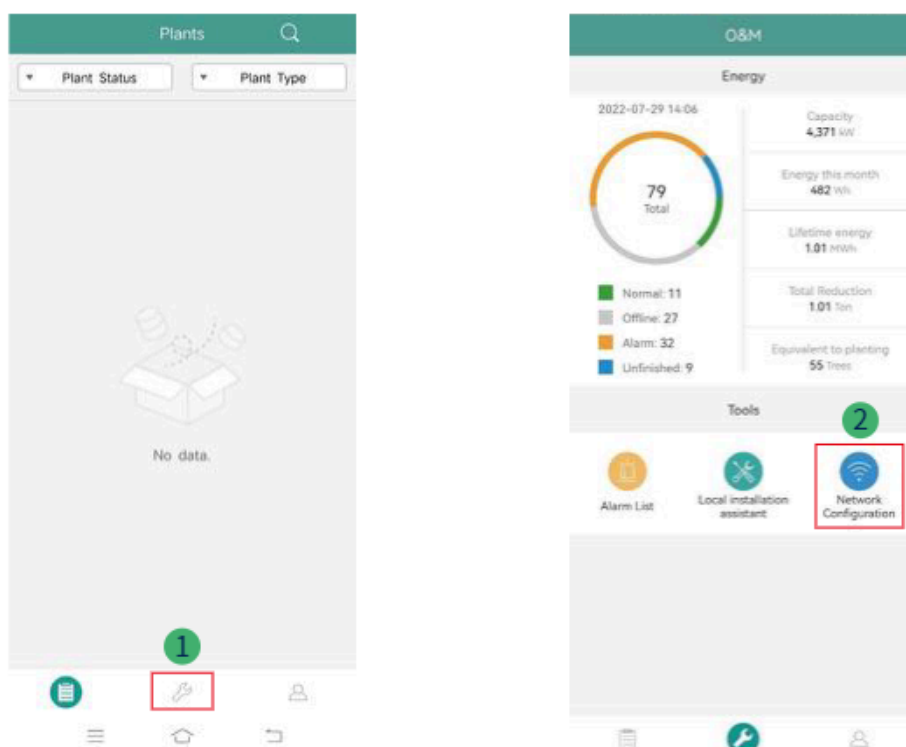 Plants
Plant Status
Plant Type
No data.
1
O&M
Energy
2022-07-29 14:06
79
Total
Normal: 11
Offline: 27
Alarm: 32
Unfinished: 9
Capacity
4,371 kW
Energy this month
482 Wh
Lifetime energy
1.01 MWh
Total Reduction
1.01 Ton
Equivalent to planting
55 Trees
Tools
2
Alarm List
Local installation
assistant
Network
Configuration